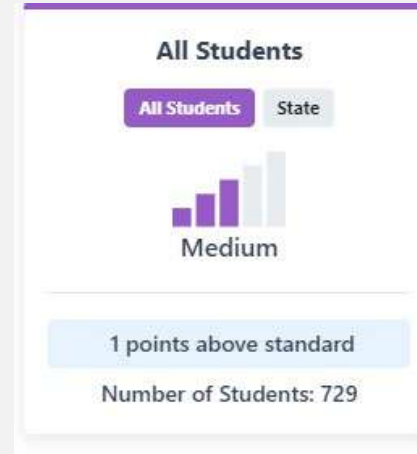 All Students
All Students State
Medium
1 points above standard
Number of Students: 729